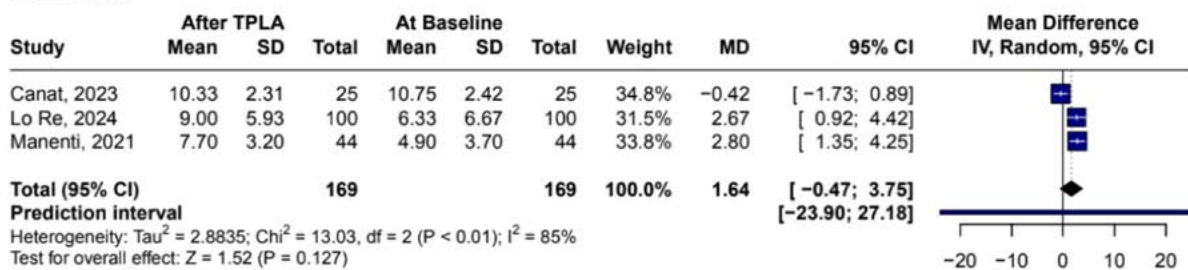 After TPLA At Baseline Mean Difference
Study Mean SD Total Mean SD Total Weight MD 95% CI IV, Random, 95% CI
Canat, 2023 10.33 2.31 25 10.75 2.42 25 34.8% −0.42 [ −1.73; 0.89]
Lo Re, 2024 9.00 5.93 100 6.33 6.67 100 31.5% 2.67 [ 0.92; 4.42]
Manenti, 2021 7.70 3.20 44 4.90 3.70 44 33.8% 2.80 [ 1.35; 4.25]
Total (95% CI) 169 169 100.0% 1.64 [ −0.47; 3.75]
Prediction interval [−23.90; 27.18]
Heterogeneity: Tau² = 2.8835; Chi² = 13.03, df = 2 (P < 0.01); I² = 85%
Test for overall effect: Z = 1.52 (P = 0.127)
−20 −10 0 10 20